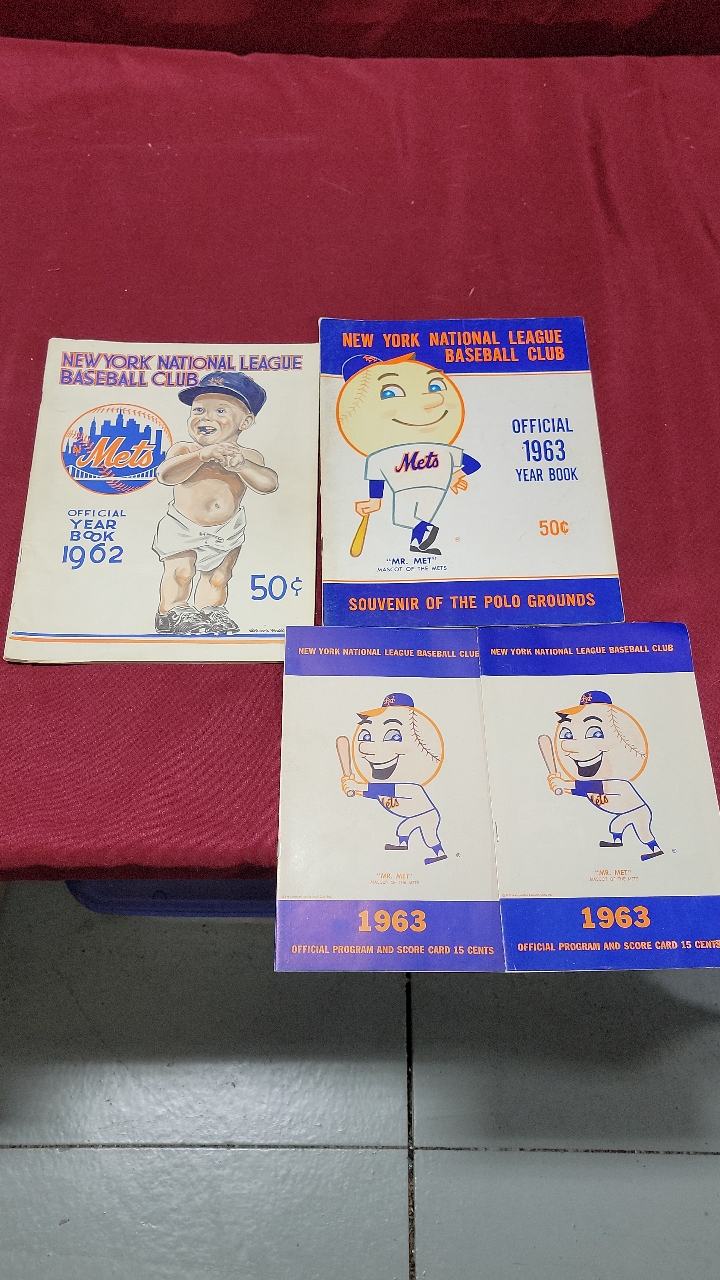 NEW YORK NATIONAL LEAGUE
BASEBALL CLUB
Mets
OFFICIAL
YEAR
BOOK
1962
50¢
NEW YORK NATIONAL LEAGUE
BASEBALL CLUB
Mets
OFFICIAL
1963
YEAR BOOK
50¢
"MR. MET"
MASCOT OF THE METS
SOUVENIR OF THE POLO GROUNDS
NEW YORK NATIONAL LEAGUE BASEBALL CLUB
Mets
"MR. MET"
MASCOT OF THE METS
1963
OFFICIAL PROGRAM AND SCORE CARD 15 CENTS
NEW YORK NATIONAL LEAGUE BASEBALL CLUB
Mets
"MR. MET"
MASCOT OF THE METS
1963
OFFICIAL PROGRAM AND SCORE CARD 15 CENTS